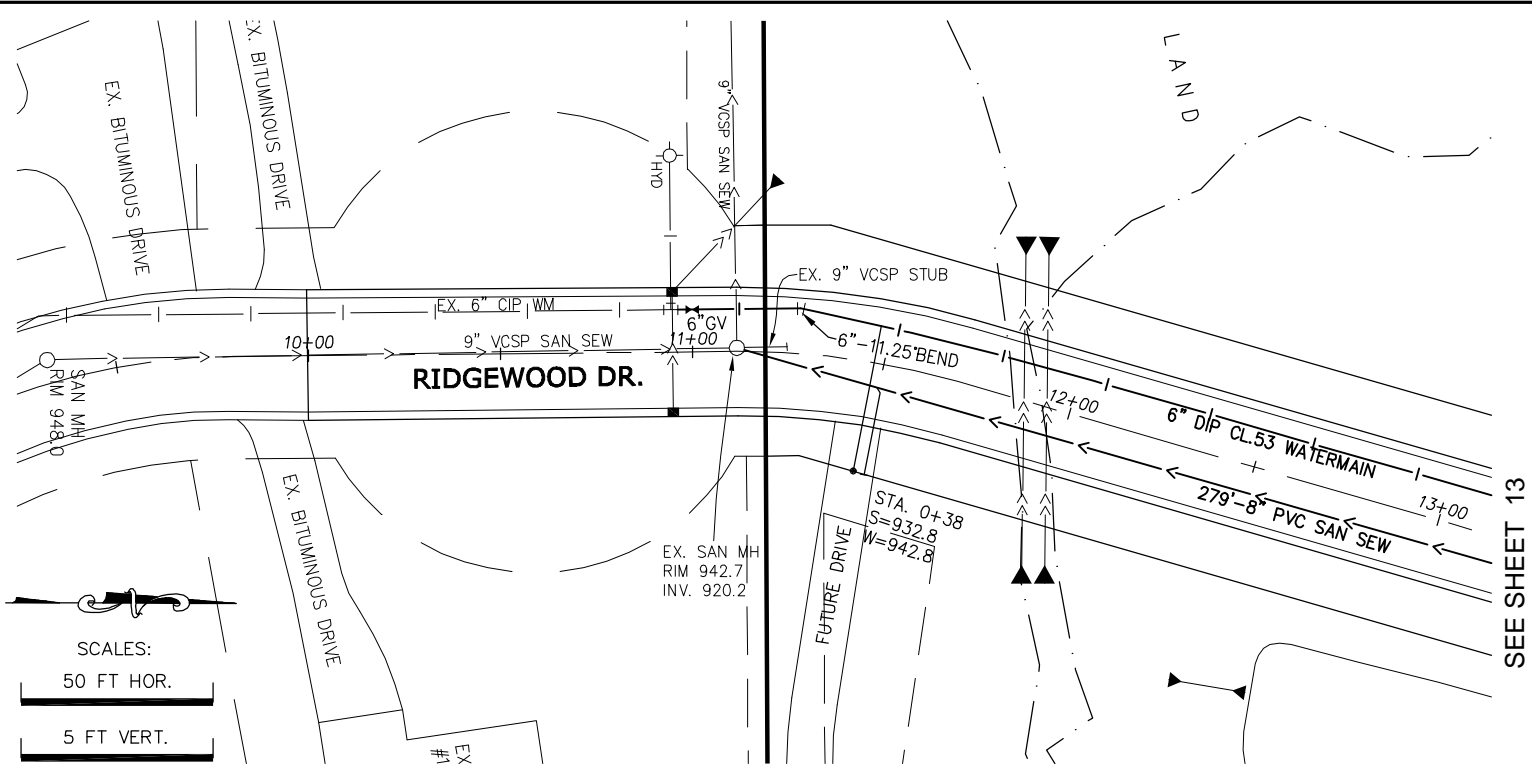 EX. BITUMINOUS DRIVE
EX. BITUMINOUS DRIVE
9" VCSP SAN SEW
LAND
HYD
EX. 9" VCSP STUB
EX. 6" CIP WM
6"GV
10+00
9" VCSP SAN SEW
11+00
6"-11.25°BEND
RIDGEWOOD DR.
SAN MH
RIM 948.0
12+00
6" DIP CL.53 WATERMAIN
279'-8" PVC SAN SEW
13+00
SEE SHEET 13
STA. 0+38
S=932.8
W=942.8
EX. SAN MH
RIM 942.7
INV. 920.2
FUTURE DRIVE
EX. BITUMINOUS DRIVE
SCALES:
50 FT HOR.
5 FT VERT.
EX